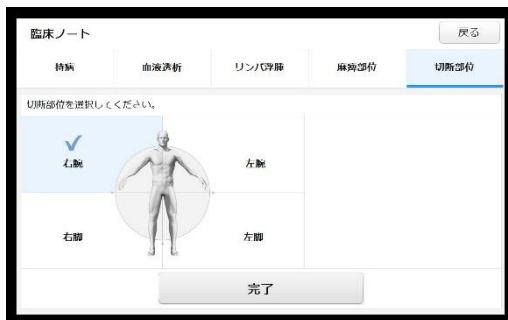 臨床ノート
戻る
持病
血液透析
リンパ浮腫
麻痺部位
切断部位
切断部位を選択してください。
右腕
左腕
右脚
左脚
完了